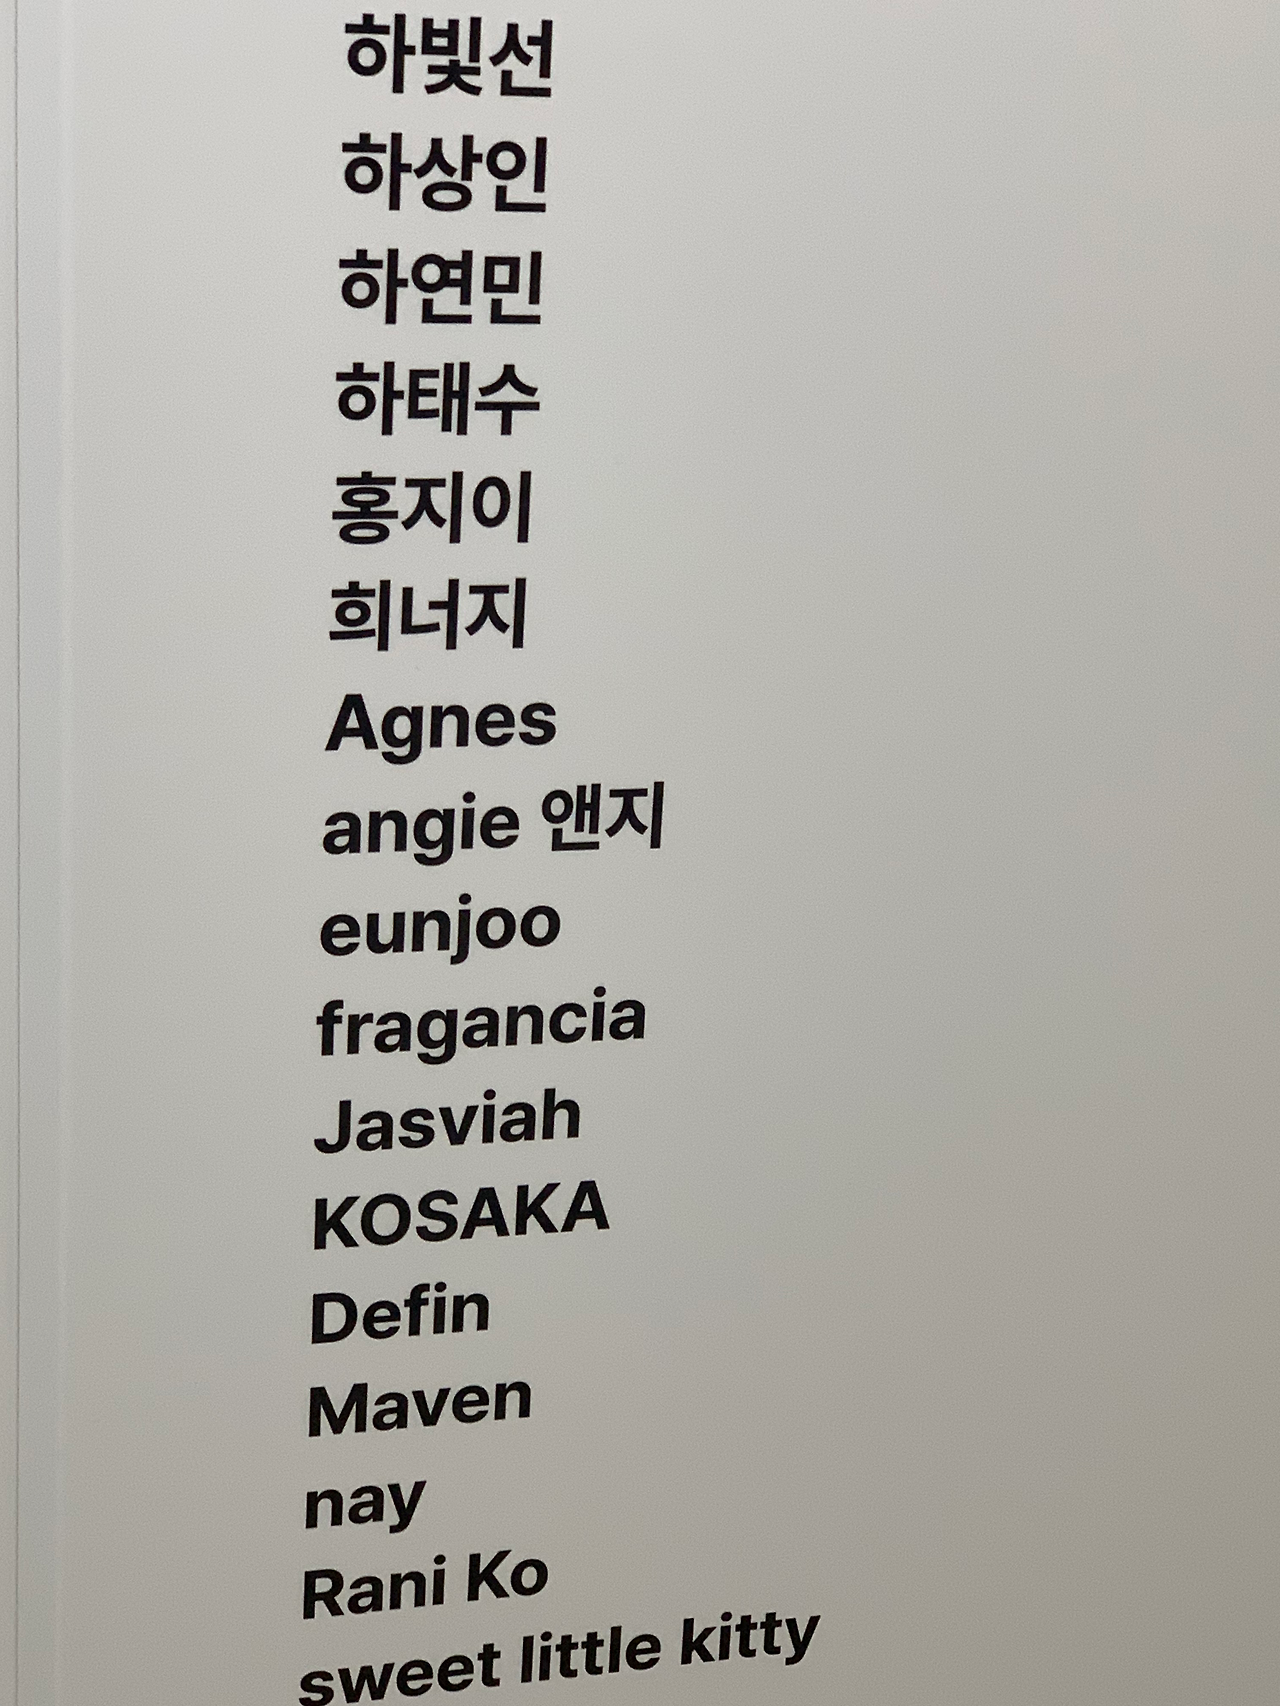 하빛선
하상인
하연민
하태수
홍지이
희너지
Agnes
angie 앤지
eunjoo
fragancia
Jasviah
KOSAKA
Defin
Maven
nay
Rani Ko
sweet little kitty